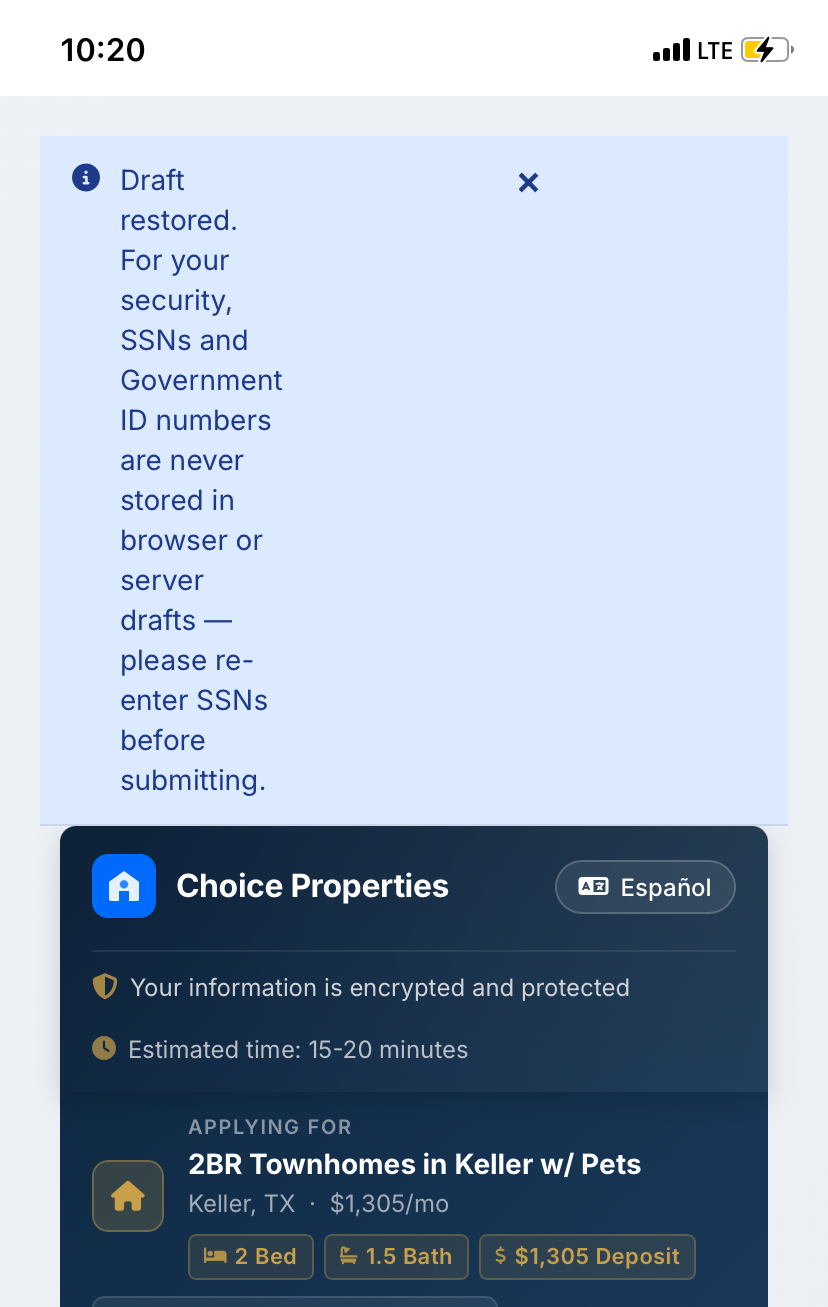 10:20
LTE
Draft
restored.
For your
security,
SSNs and
Government
ID numbers
are never
stored in
browser or
server
drafts —
please re-
enter SSNs
before
submitting.
Choice Properties
Español
Your information is encrypted and protected
Estimated time: 15-20 minutes
APPLYING FOR
2BR Townhomes in Keller w/ Pets
Keller, TX · $1,305/mo
2 Bed
1.5 Bath
$ $1,305 Deposit